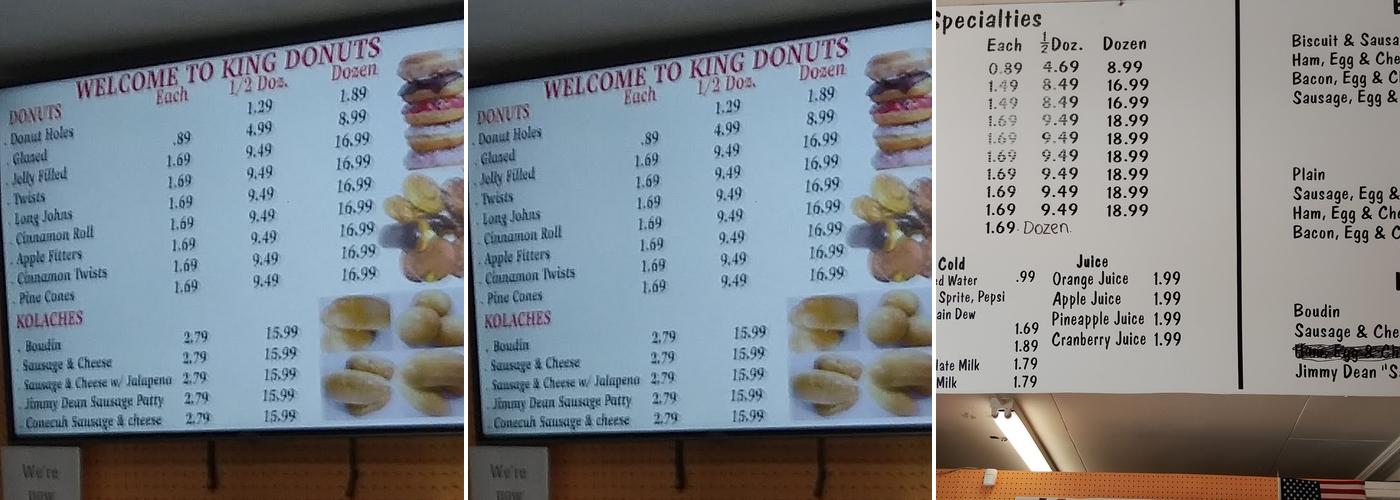 WELCOME TO KING DONUTS
Each 1/2 Doz. Dozen
DONUTS
. Donut Holes 1.29 1.89
. Glazed .89 4.99 8.99
. Jelly Filled 1.69 9.49 16.99
. Twists 1.69 9.49 16.99
. Long Johns 1.69 9.49 16.99
. Cinnamon Roll 1.69 9.49 16.99
. Apple Fitters 1.69 9.49 16.99
. Cinnamon Twists 1.69 9.49 16.99
. Pine Cones 1.69 9.49 16.99
KOLACHES
. Boudin 2.79 15.99
. Sausage & Cheese 2.79 15.99
. Sausage & Cheese w/ Jalapeno 2.79 15.99
. Jimmy Dean Sausage Patty 2.79 15.99
. Conecuh Sausage & cheese 2.79 15.99
We're
now
WELCOME TO KING DONUTS
Each 1/2 Doz. Dozen
DONUTS
. Donut Holes 1.29 1.89
. Glazed .89 4.99 8.99
. Jelly Filled 1.69 9.49 16.99
. Twists 1.69 9.49 16.99
. Long Johns 1.69 9.49 16.99
. Cinnamon Roll 1.69 9.49 16.99
. Apple Fitters 1.69 9.49 16.99
. Cinnamon Twists 1.69 9.49 16.99
. Pine Cones 1.69 9.49 16.99
KOLACHES
. Boudin 2.79 15.99
. Sausage & Cheese 2.79 15.99
. Sausage & Cheese w/ Jalapeno 2.79 15.99
. Jimmy Dean Sausage Patty 2.79 15.99
. Conecuh Sausage & cheese 2.79 15.99
We're
now
Specialties
Each ½ Doz. Dozen
0.89 4.69 8.99
1.49 8.49 16.99
1.49 8.49 16.99
1.69 9.49 18.99
1.69 9.49 18.99
1.69 9.49 18.99
1.69 9.49 18.99
1.69 9.49 18.99
1.69 9.49 18.99
1.69 Dozen
Cold
d Water .99
Sprite, Pepsi
ain Dew
1.69
1.89
late Milk 1.79
Milk 1.79
Juice
Orange Juice 1.99
Apple Juice 1.99
Pineapple Juice 1.99
Cranberry Juice 1.99
Biscuit & Sausa
Ham, Egg & Che
Bacon, Egg & C
Sausage, Egg &
Plain
Sausage, Egg &
Ham, Egg & Che
Bacon, Egg & C
Boudin
Sausage & Che
Jimmy Dean "S